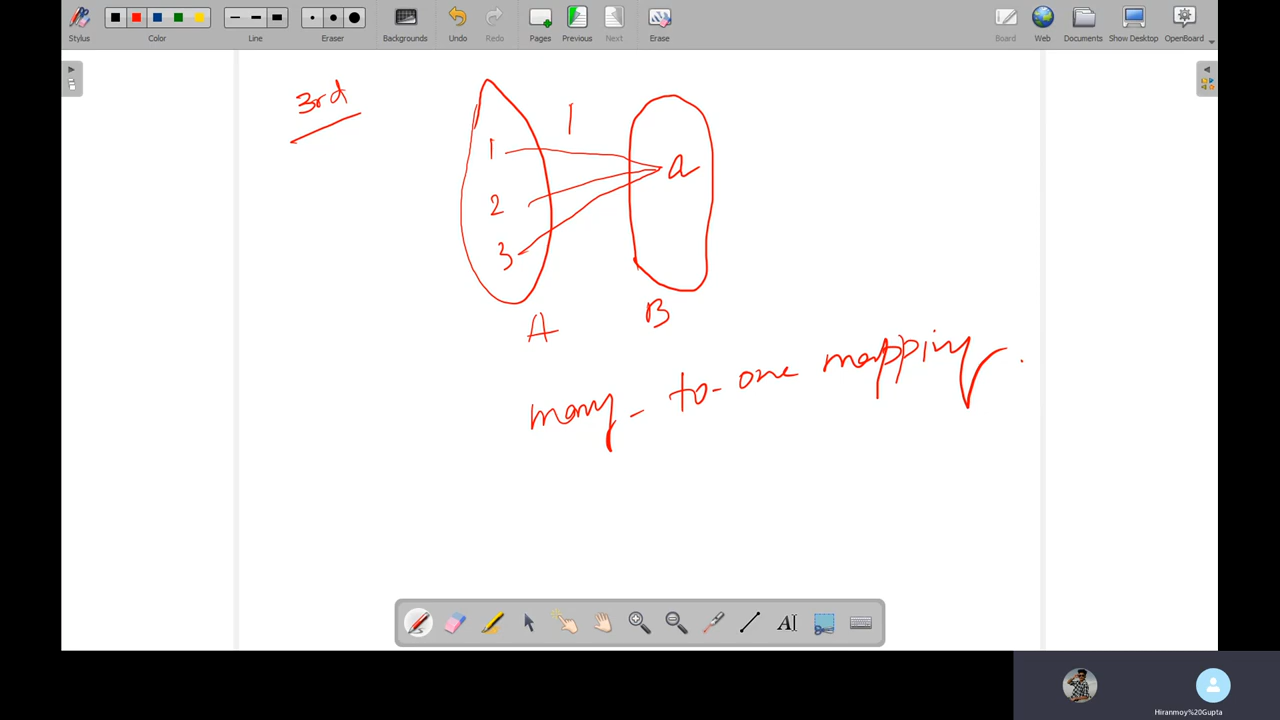 Stylus Color Line Eraser Backgrounds Undo Redo Pages Previous Next Erase Board Web Documents Show Desktop OpenBoard
3rd
1
1 a
2
3
A B
many-to-one mapping.
A
Hiranmoy%20Gupta